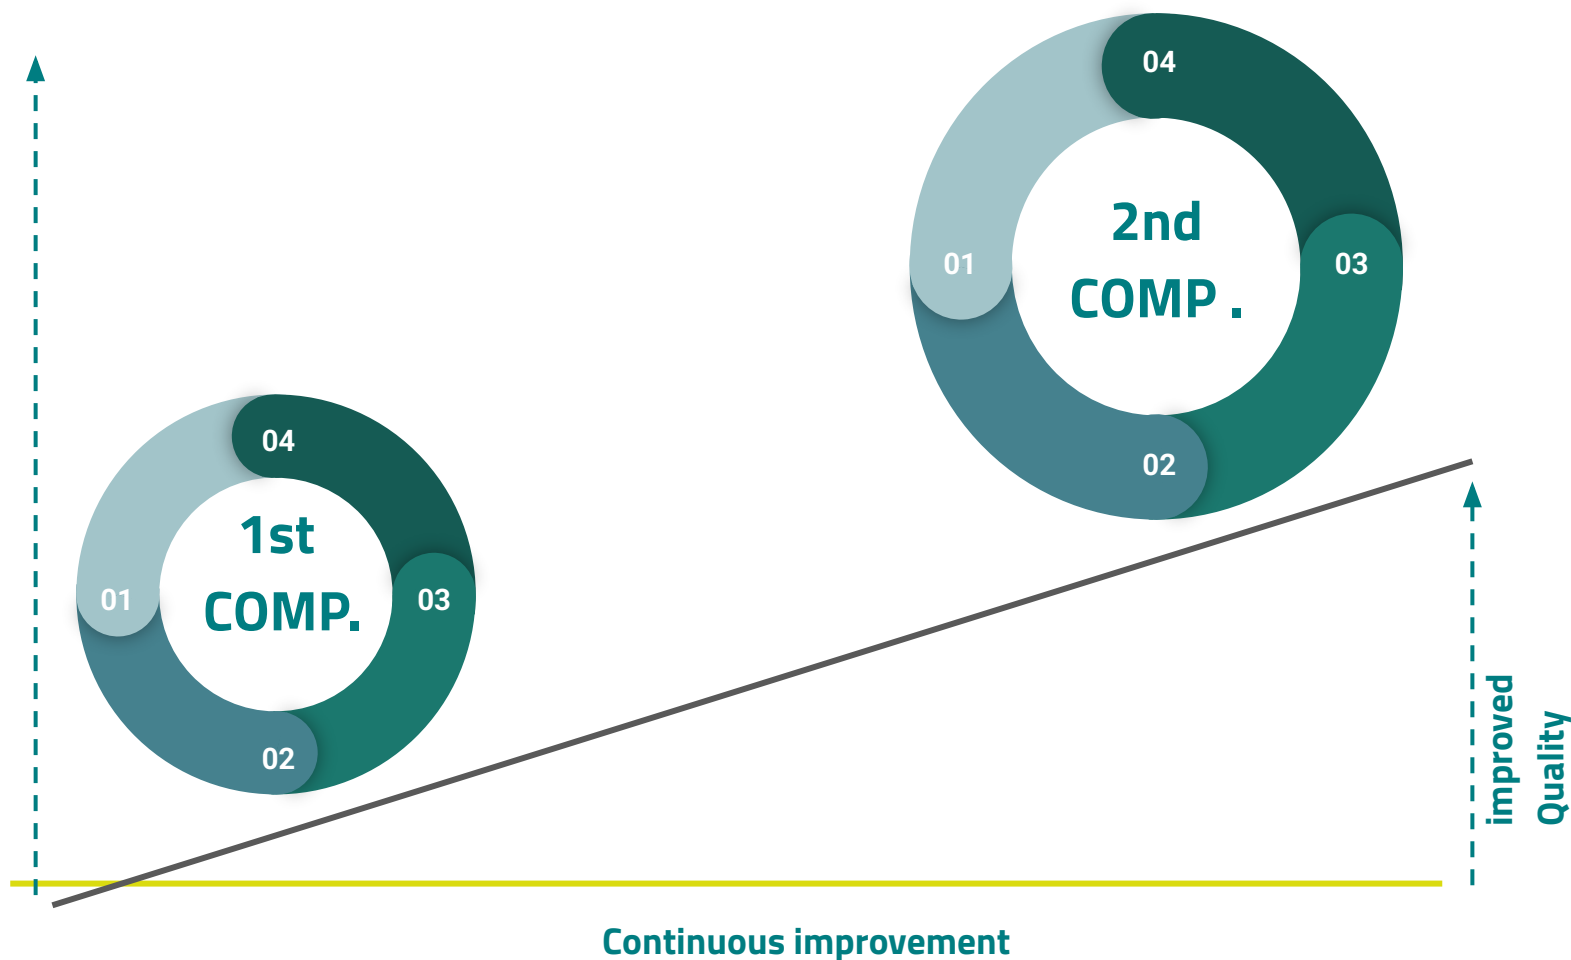 04
2nd
COMP .
01
03
02
04
1st
COMP.
01
03
02
improved
Quality
Continuous improvement